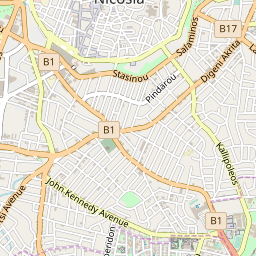 Nicosia
B1
Stasinou
Pindarou
Salaminos
B17
Digeni Akrita
B1
Kallipoleos
John Kennedy Avenue
Avenue
B1